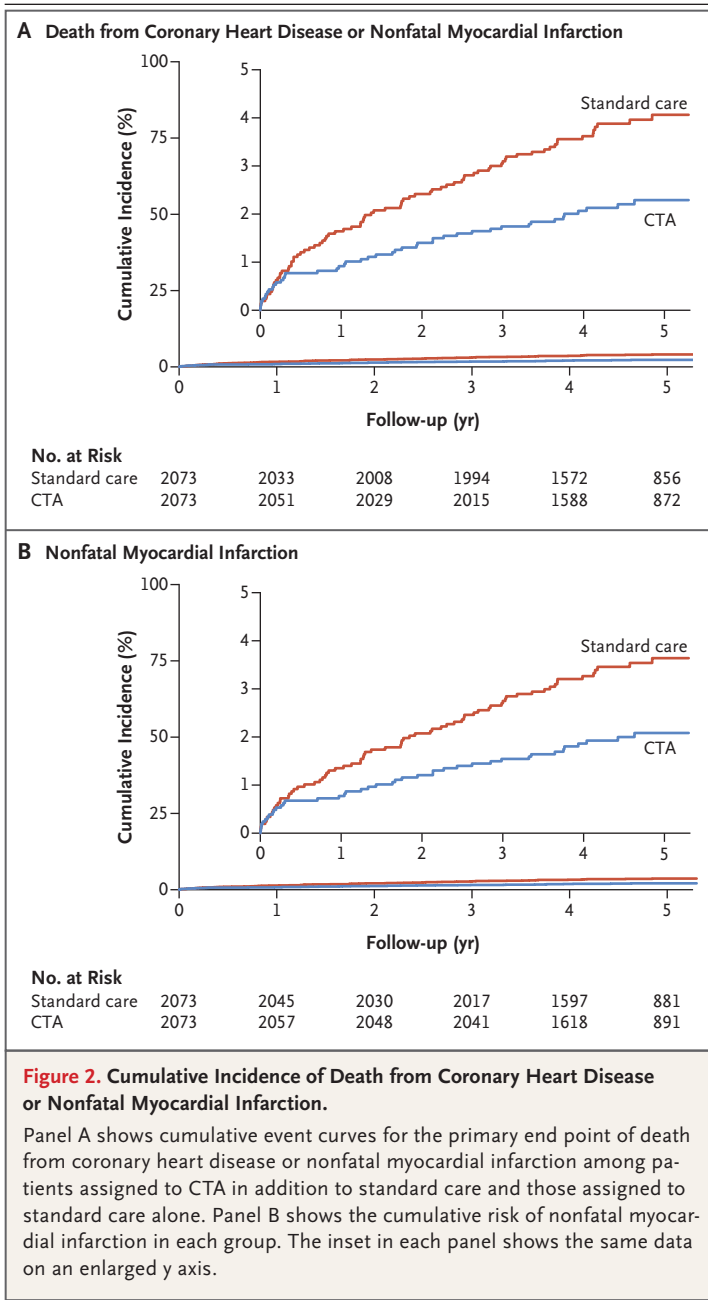 A Death from Coronary Heart Disease or Nonfatal Myocardial Infarction
Cumulative Incidence (%)
100
75
50
25
0
0 1 2 3 4 5
5
4
3
2
1
0
0 1 2 3 4 5
Standard care
CTA
Follow-up (yr)
No. at Risk
Standard care 2073 2033 2008 1994 1572 856
CTA 2073 2051 2029 2015 1588 872
B Nonfatal Myocardial Infarction
Cumulative Incidence (%)
100
75
50
25
0
0 1 2 3 4 5
5
4
3
2
1
0
0 1 2 3 4 5
Standard care
CTA
Follow-up (yr)
No. at Risk
Standard care 2073 2045 2030 2017 1597 881
CTA 2073 2057 2048 2041 1618 891
Figure 2. Cumulative Incidence of Death from Coronary Heart Disease
or Nonfatal Myocardial Infarction.
Panel A shows cumulative event curves for the primary end point of death
from coronary heart disease or nonfatal myocardial infarction among pa-
tients assigned to CTA in addition to standard care and those assigned to
standard care alone. Panel B shows the cumulative risk of nonfatal myocar-
dial infarction in each group. The inset in each panel shows the same data
on an enlarged y axis.